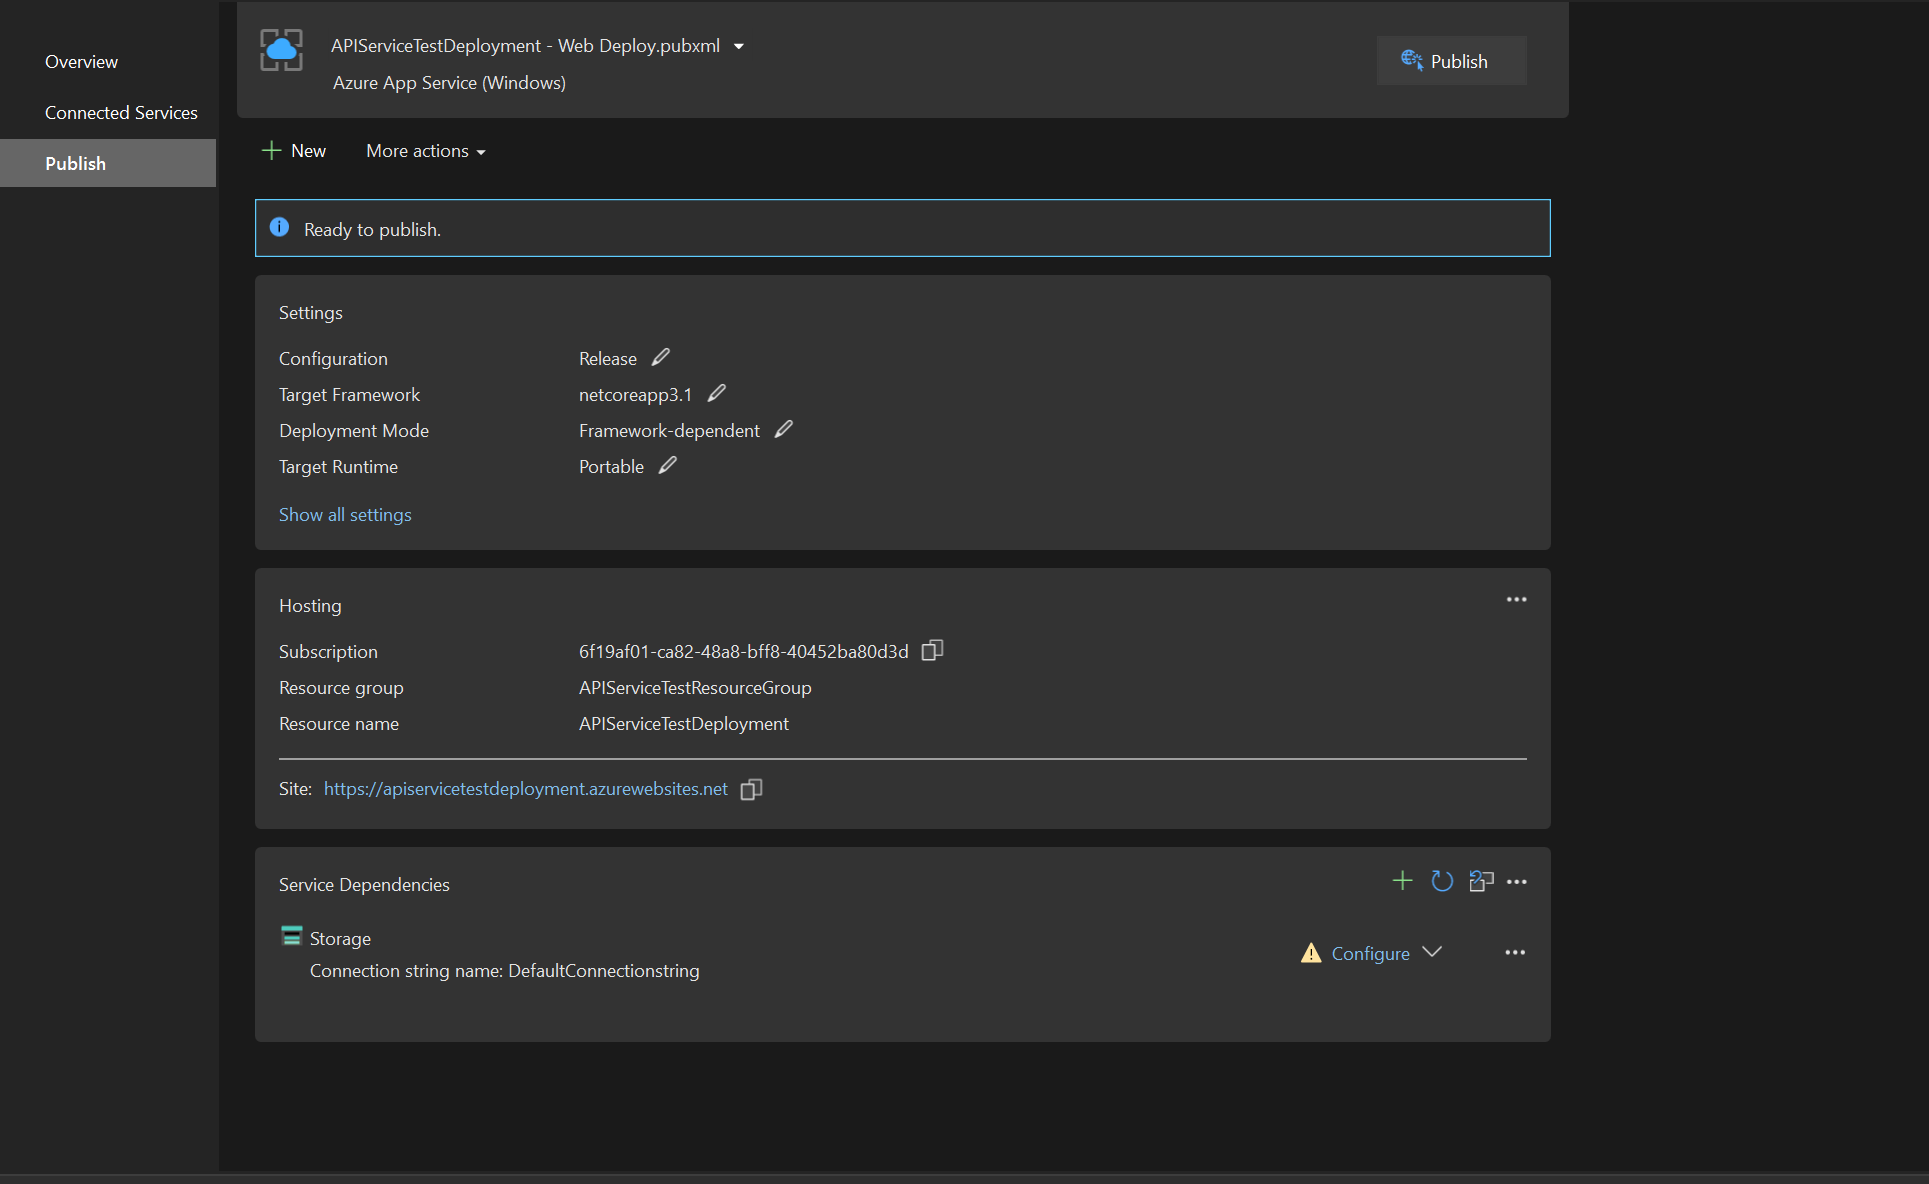 Overview
Connected Services
Publish
APIServiceTestDeployment - Web Deploy.pubxml
Azure App Service (Windows)
Publish
New More actions
Ready to publish.
Settings
Configuration Release
Target Framework netcoreapp3.1
Deployment Mode Framework-dependent
Target Runtime Portable
Show all settings
Hosting
Subscription 6f19af01-ca82-48a8-bff8-40452ba80d3d
Resource group APIServiceTestResourceGroup
Resource name APIServiceTestDeployment
Site: https://apiservicetestdeployment.azurewebsites.net
Service Dependencies
Storage
Connection string name: DefaultConnectionstring
Configure